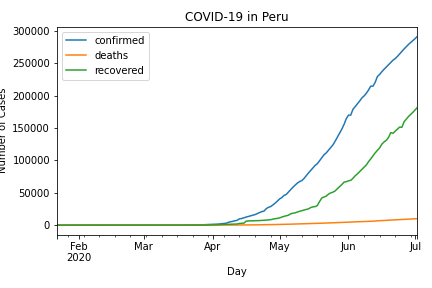 COVID-19 in Peru
confirmed
deaths
recovered
300000
250000
200000
150000
100000
50000
0
Number of Cases
Feb Mar Apr May Jun Jul
2020
Day